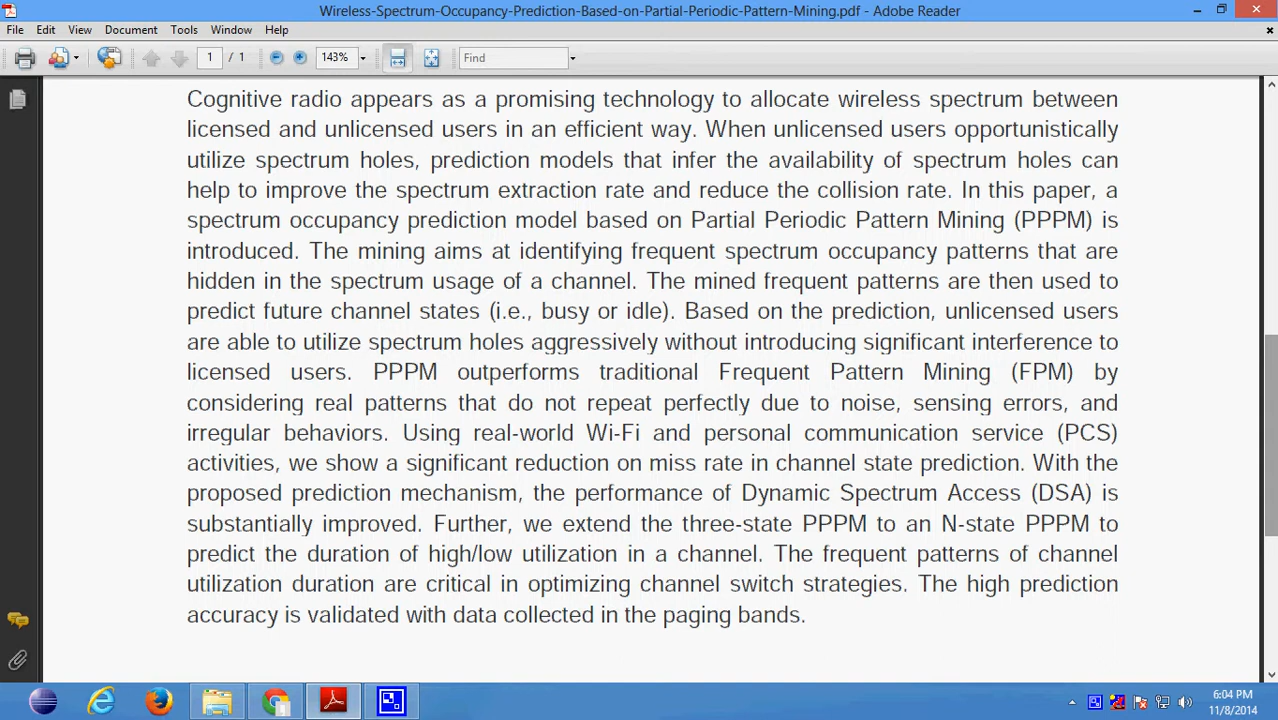 Wireless-Spectrum-Occupancy-Prediction-Based-on-Partial-Periodic-Pattern-Mining.pdf - Adobe Reader
File Edit View Document Tools Window Help
1 / 1 143% Find
Cognitive radio appears as a promising technology to allocate wireless spectrum between
licensed and unlicensed users in an efficient way. When unlicensed users opportunistically
utilize spectrum holes, prediction models that infer the availability of spectrum holes can
help to improve the spectrum extraction rate and reduce the collision rate. In this paper, a
spectrum occupancy prediction model based on Partial Periodic Pattern Mining (PPPM) is
introduced. The mining aims at identifying frequent spectrum occupancy patterns that are
hidden in the spectrum usage of a channel. The mined frequent patterns are then used to
predict future channel states (i.e., busy or idle). Based on the prediction, unlicensed users
are able to utilize spectrum holes aggressively without introducing significant interference to
licensed users. PPPM outperforms traditional Frequent Pattern Mining (FPM) by
considering real patterns that do not repeat perfectly due to noise, sensing errors, and
irregular behaviors. Using real-world Wi-Fi and personal communication service (PCS)
activities, we show a significant reduction on miss rate in channel state prediction. With the
proposed prediction mechanism, the performance of Dynamic Spectrum Access (DSA) is
substantially improved. Further, we extend the three-state PPPM to an N-state PPPM to
predict the duration of high/low utilization in a channel. The frequent patterns of channel
utilization duration are critical in optimizing channel switch strategies. The high prediction
accuracy is validated with data collected in the paging bands.
6:04 PM
11/8/2014